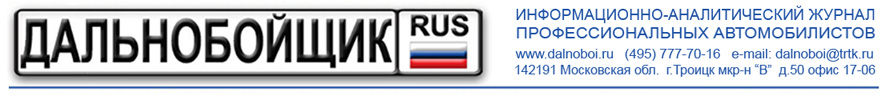 ДАЛЬНОБОЙЩИК RUS
ИНФОРМАЦИОННО-АНАЛИТИЧЕСКИЙ ЖУРНАЛ
ПРОФЕССИОНАЛЬНЫХ АВТОМОБИЛИСТОВ
www.dalnoboi.ru (495) 777-70-16 e-mail: dalnoboi@trtk.ru
142191 Московская обл. г.Троицк мкр-н "В" д.50 офис 17-06